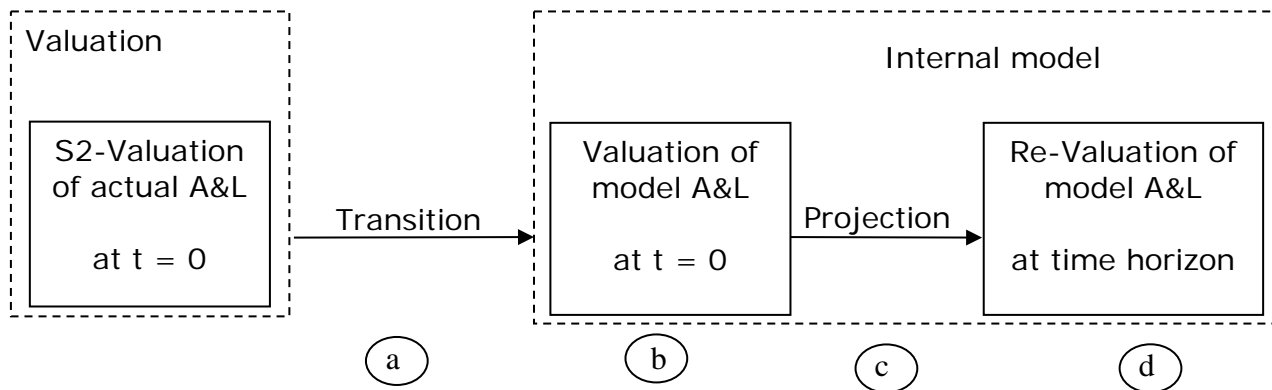 Valuation
Internal model
S2-Valuation
of actual A&L
at t = 0
Transition
Valuation of
model A&L
at t = 0
Projection
Re-Valuation of
model A&L
at time horizon
a
b
c
d